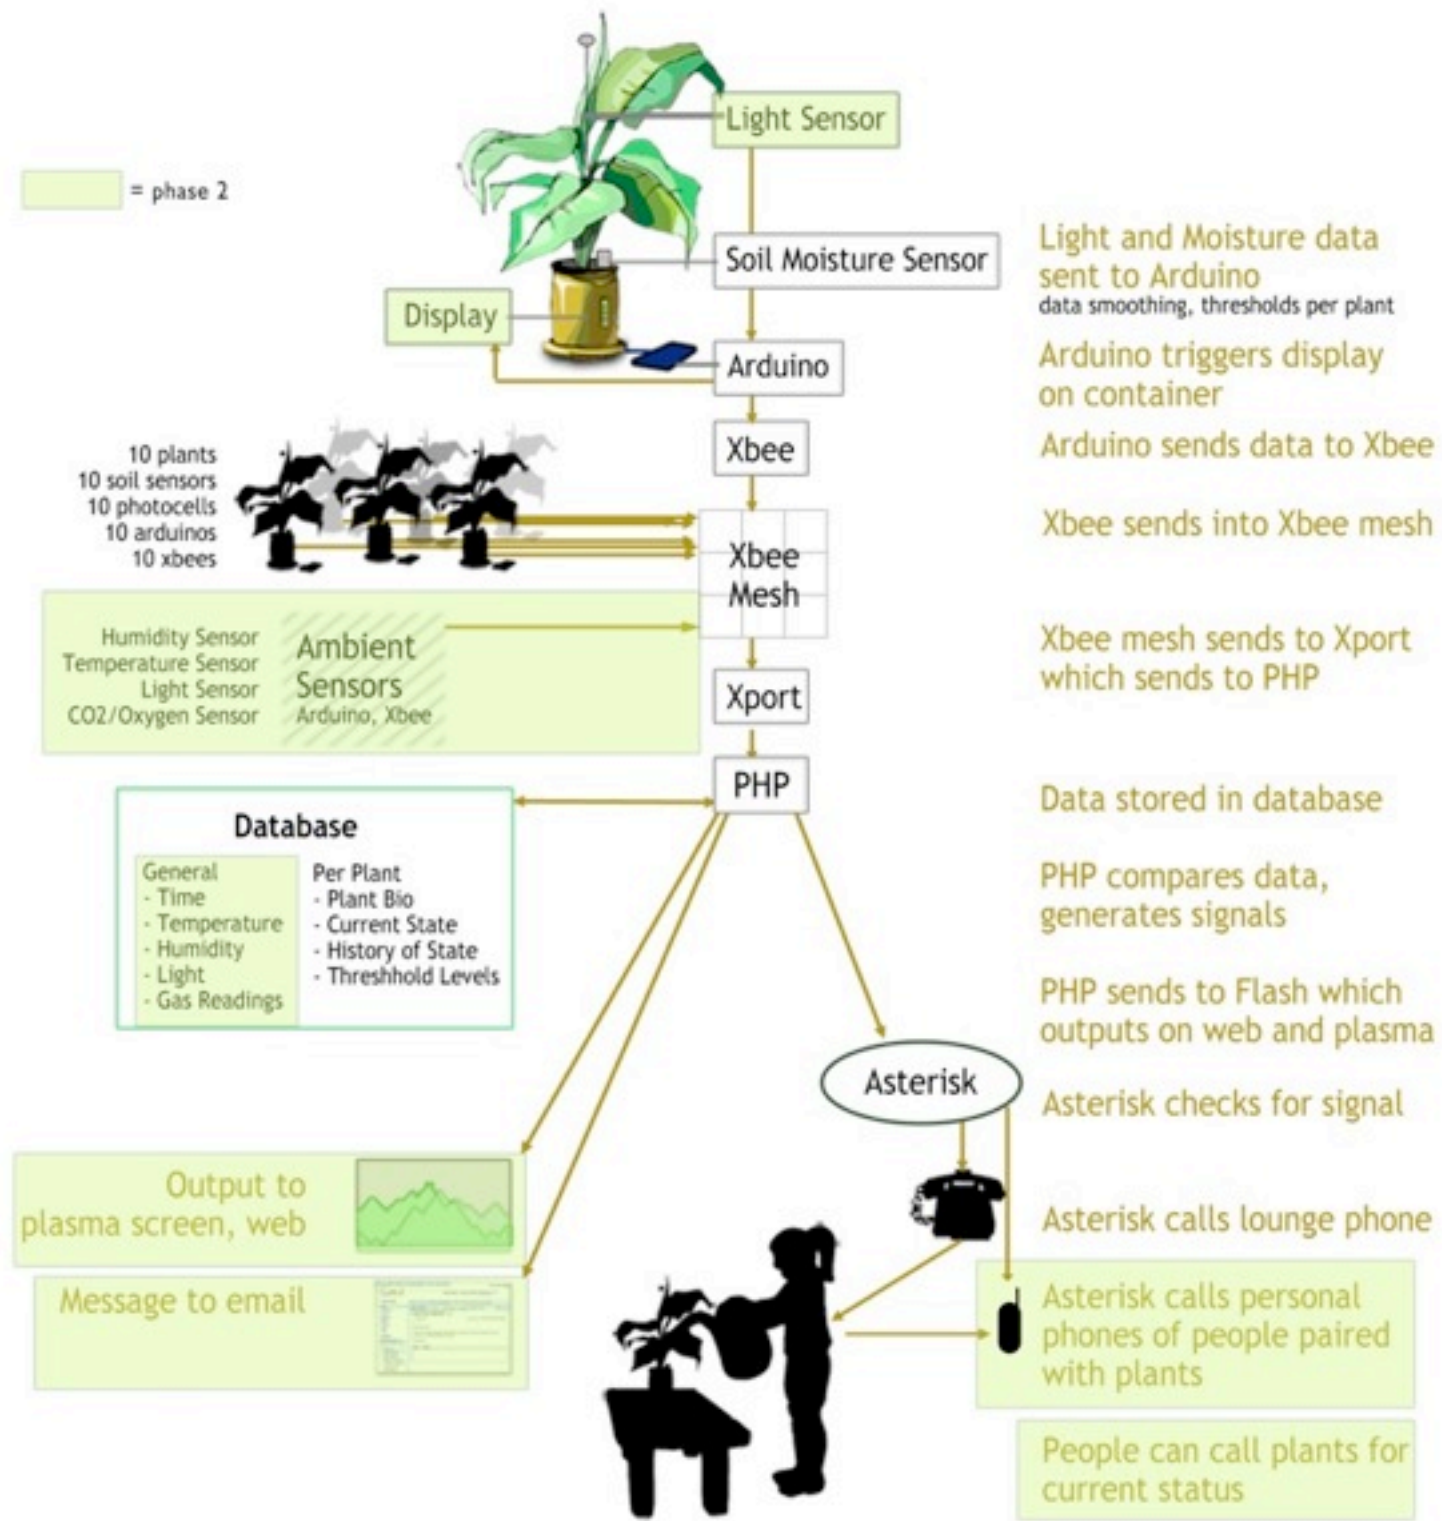 Light Sensor
= phase 2
Soil Moisture Sensor
Display
Arduino
Light and Moisture data
sent to Arduino
data smoothing, thresholds per plant
Arduino triggers display
on container
Xbee
Arduino sends data to Xbee
10 plants
10 soil sensors
10 photocells
10 arduinos
10 xbees
Xbee
Mesh
Xbee sends into Xbee mesh
Humidity Sensor
Temperature Sensor
Light Sensor
CO2/Oxygen Sensor
Ambient
Sensors
Arduino, Xbee
Xport
Xbee mesh sends to Xport
which sends to PHP
PHP
Data stored in database
Database
General
- Time
- Temperature
- Humidity
- Light
- Gas Readings
Per Plant
- Plant Bio
- Current State
- History of State
- Threshhold Levels
PHP compares data,
generates signals
PHP sends to Flash which
outputs on web and plasma
Asterisk
Asterisk checks for signal
Output to
plasma screen, web
Message to email
Asterisk calls lounge phone
Asterisk calls personal
phones of people paired
with plants
People can call plants for
current status